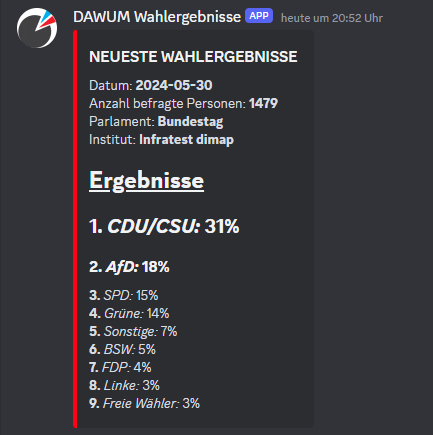 DAWUM Wahlergebnisse APP heute um 20:52 Uhr
NEUESTE WAHLERGEBNISSE
Datum: 2024-05-30
Anzahl befragte Personen: 1479
Parlament: Bundestag
Institut: Infratest dimap
Ergebnisse
1. CDU/CSU: 31%
2. AfD: 18%
3. SPD: 15%
4. Grüne: 14%
5. Sonstige: 7%
6. BSW: 5%
7. FDP: 4%
8. Linke: 3%
9. Freie Wähler: 3%